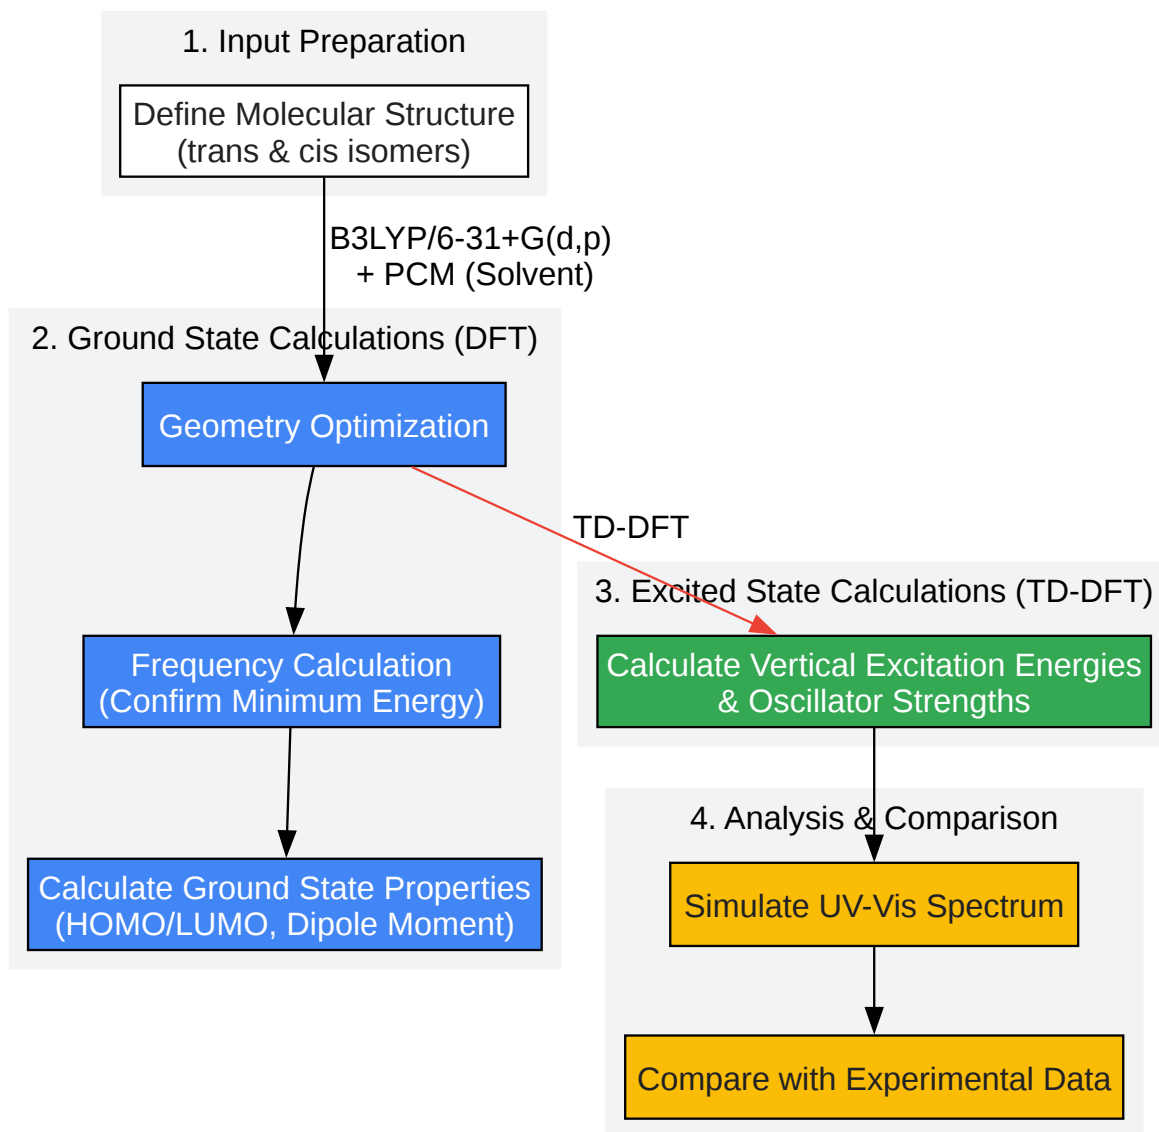 1. Input Preparation
Define Molecular Structure
(trans & cis isomers)
B3LYP/6-31+G(d,p)
+ PCM (Solvent)
2. Ground State Calculations (DFT)
Geometry Optimization
TD-DFT
Frequency Calculation
(Confirm Minimum Energy)
Calculate Ground State Properties
(HOMO/LUMO, Dipole Moment)
3. Excited State Calculations (TD-DFT)
Calculate Vertical Excitation Energies
& Oscillator Strengths
4. Analysis & Comparison
Simulate UV-Vis Spectrum
Compare with Experimental Data